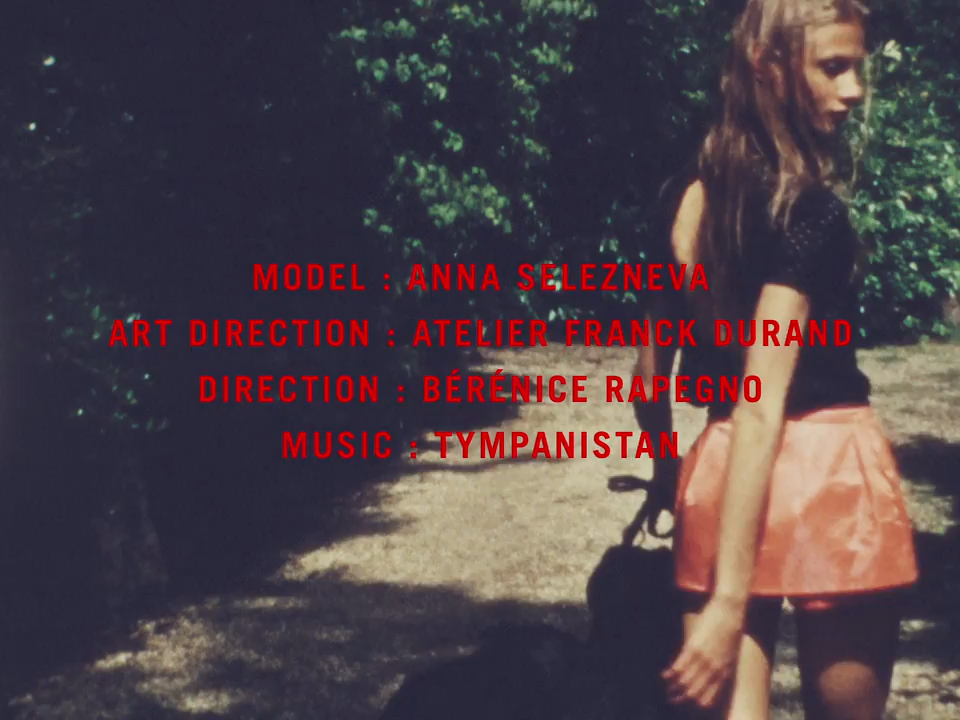 MODEL : ANNA SELEZNEVA
ART DIRECTION : ATELIER FRANCK DURAND
DIRECTION : BÉRÉNICE RAPEGNO
MUSIC : TYMPANISTAN